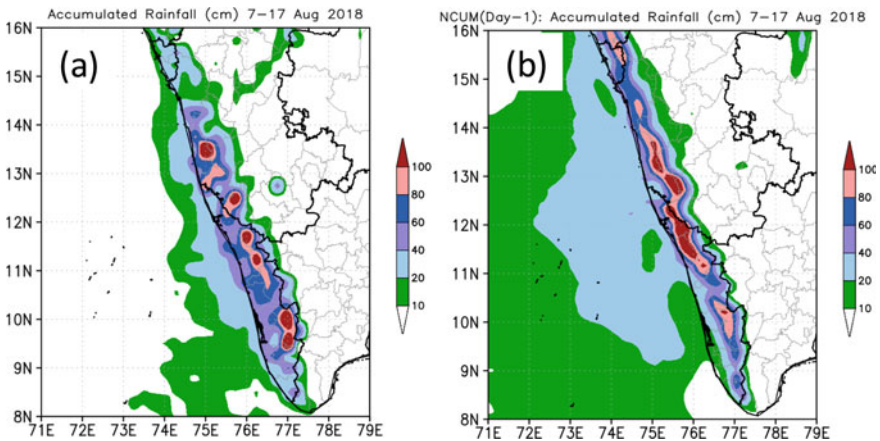 Accumulated Rainfall (cm) 7-17 Aug 2018
(a)
16N
15N
14N
13N
12N
11N
10N
9N
8N
71E 72E 73E 74E 75E 76E 77E 78E 79E
100
80
60
40
20
10
NCUM(Day-1): Accumulated Rainfall (cm) 7-17 Aug 2018
(b)
16N
15N
14N
13N
12N
11N
10N
9N
8N
71E 72E 73E 74E 75E 76E 77E 78E 79E
100
80
60
40
20
10